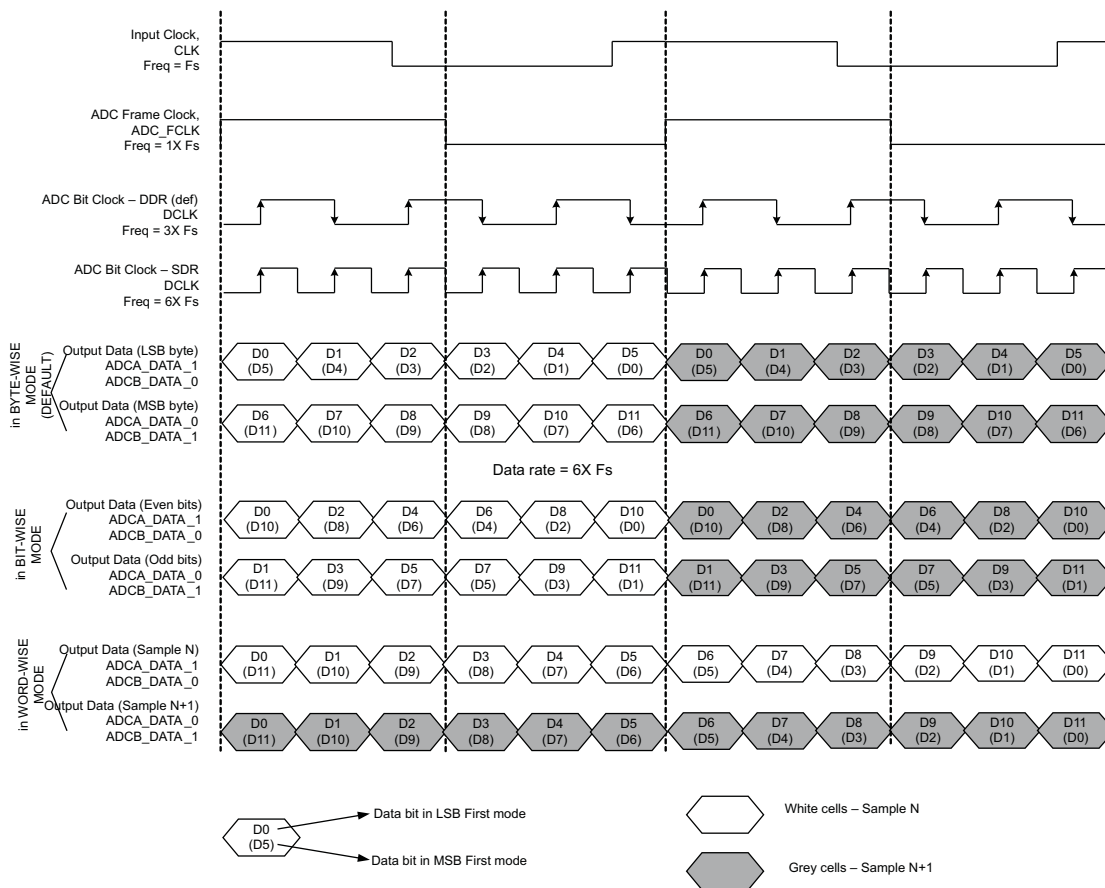 Input Clock,
CLK
Freq = Fs
ADC Frame Clock,
ADC_FCLK
Freq = 1X Fs
ADC Bit Clock – DDR (def)
DCLK
Freq = 3X Fs
ADC Bit Clock – SDR
DCLK
Freq = 6X Fs
in BYTE-WISE
MODE
(DEFAULT)
Output Data (LSB byte)
ADCA_DATA_1
ADCB_DATA_0
D0 D1 D2 D3 D4 D5 D0 D1 D2 D3 D4 D5
(D5) (D4) (D3) (D2) (D1) (D0) (D5) (D4) (D3) (D2) (D1) (D0)
Output Data (MSB byte)
ADCA_DATA_0
ADCB_DATA_1
D6 D7 D8 D9 D10 D11 D6 D7 D8 D9 D10 D11
(D11) (D10) (D9) (D8) (D7) (D6) (D11) (D10) (D9) (D8) (D7) (D6)
Data rate = 6X Fs
in BIT-WISE
MODE
Output Data (Even bits)
ADCA_DATA_1
ADCB_DATA_0
D0 D2 D4 D6 D8 D10 D0 D2 D4 D6 D8 D10
(D10) (D8) (D6) (D4) (D2) (D0) (D10) (D8) (D6) (D4) (D2) (D0)
Output Data (Odd bits)
ADCA_DATA_0
ADCB_DATA_1
D1 D3 D5 D7 D9 D11 D1 D3 D5 D7 D9 D11
(D11) (D9) (D7) (D5) (D3) (D1) (D11) (D9) (D7) (D5) (D3) (D1)
in WORD-WISE
MODE
Output Data (Sample N)
ADCA_DATA_1
ADCB_DATA_0
D0 D1 D2 D3 D4 D5 D6 D7 D8 D9 D10 D11
(D11) (D10) (D9) (D8) (D7) (D6) (D5) (D4) (D3) (D2) (D1) (D0)
Output Data (Sample N+1)
ADCA_DATA_0
ADCB_DATA_1
D0 D1 D2 D3 D4 D5 D6 D7 D8 D9 D10 D11
(D11) (D10) (D9) (D8) (D7) (D6) (D5) (D4) (D3) (D2) (D1) (D0)
D0
(D5)
Data bit in LSB First mode
Data bit in MSB First mode
White cells – Sample N
Grey cells – Sample N+1